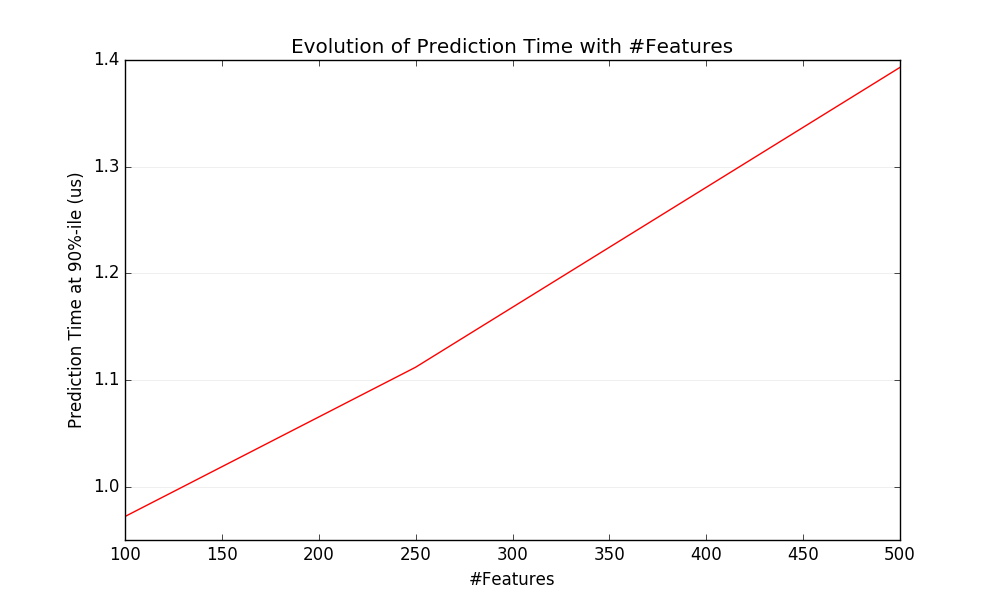 Evolution of Prediction Time with #Features
Prediction Time at 90%-ile (us)
1.4
1.3
1.2
1.1
1.0
100 150 200 250 300 350 400 450 500
#Features